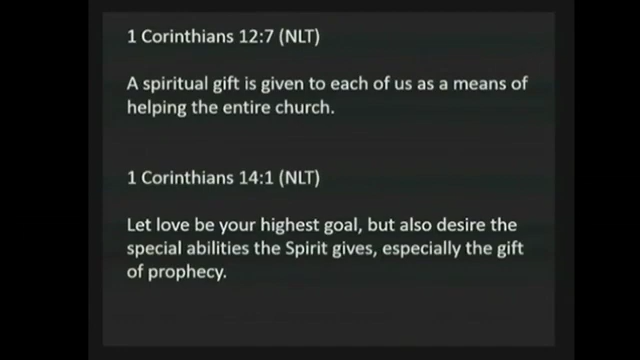 1 Corinthians 12:7 (NLT)
A spiritual gift is given to each of us as a means of
helping the entire church.
1 Corinthians 14:1 (NLT)
Let love be your highest goal, but also desire the
special abilities the Spirit gives, especially the gift
of prophecy.